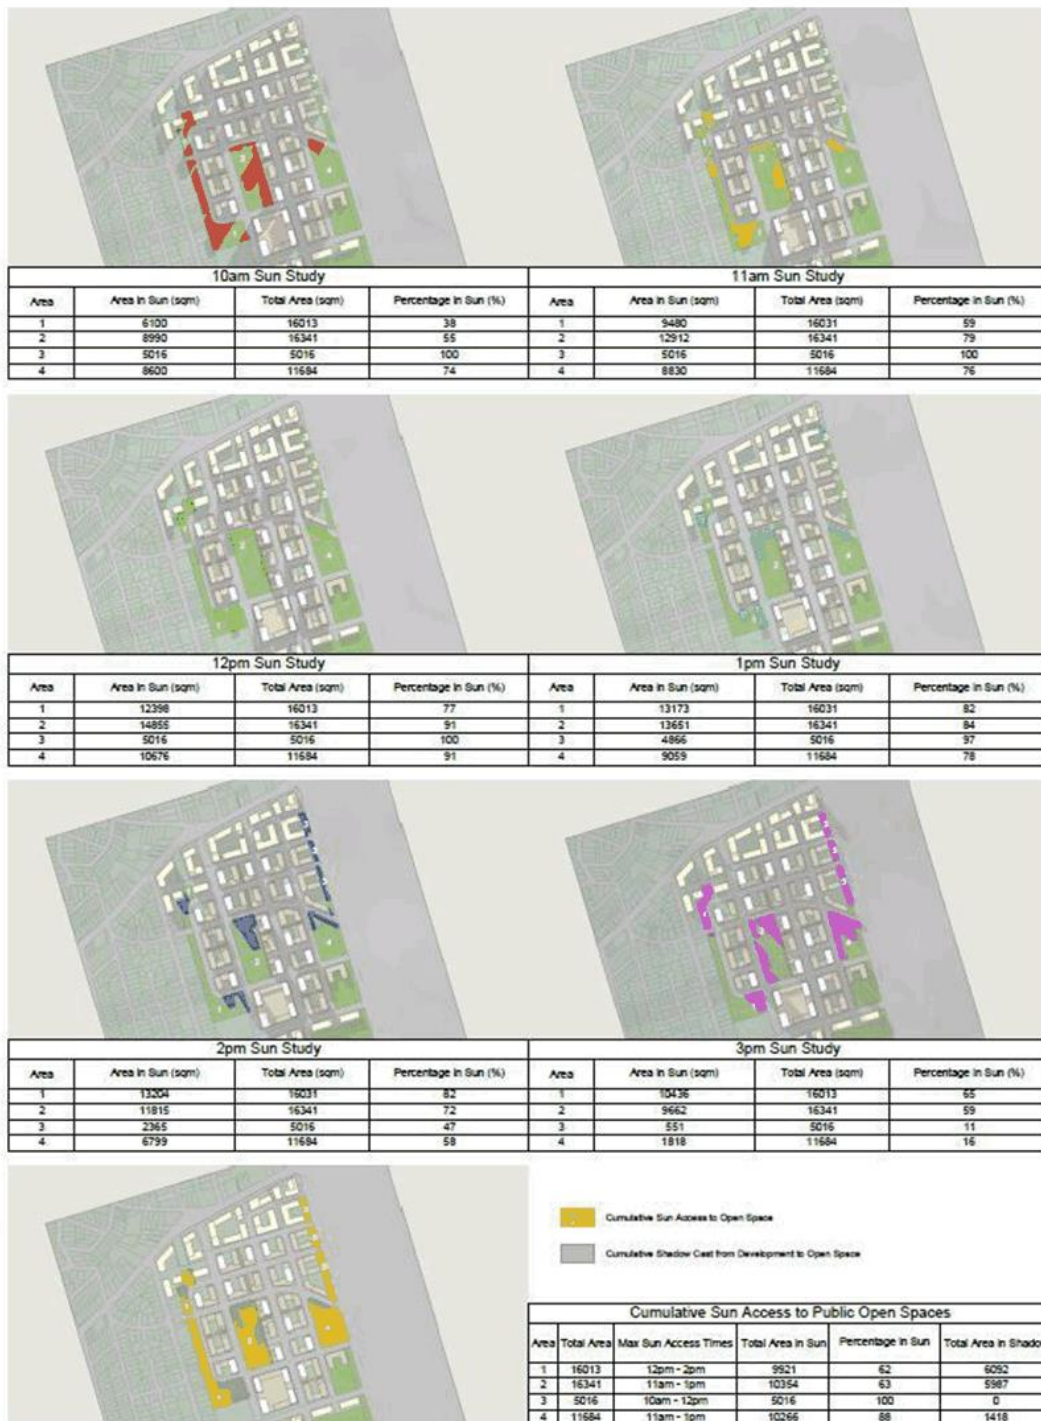 10am Sun Study 11am Sun Study
Area Area in Sun (sqm) Total Area (sqm) Percentage in Sun (%) Area Area in Sun (sqm) Total Area (sqm) Percentage in Sun (%)
1 6100 16013 38 1 9480 16031 59
2 8990 16341 55 2 12912 16341 79
3 5016 5016 100 3 5016 5016 100
4 8600 11684 74 4 8830 11684 76
12pm Sun Study 1pm Sun Study
Area Area in Sun (sqm) Total Area (sqm) Percentage in Sun (%) Area Area in Sun (sqm) Total Area (sqm) Percentage in Sun (%)
1 12398 16013 77 1 13173 16031 82
2 14855 16341 91 2 13651 16341 84
3 5016 5016 100 3 4866 5016 97
4 10676 11684 91 4 9059 11684 78
2pm Sun Study 3pm Sun Study
Area Area in Sun (sqm) Total Area (sqm) Percentage in Sun (%) Area Area in Sun (sqm) Total Area (sqm) Percentage in Sun (%)
1 13204 16031 82 1 10436 16013 65
2 11815 16341 72 2 9662 16341 59
3 2365 5016 47 3 551 5016 11
4 6799 11684 58 4 1818 11684 16
Cumulative Sun Access to Open Space
Cumulative Shadow Cast from Development to Open Space
Cumulative Sun Access to Public Open Spaces
Area Total Area Max Sun Access Times Total Area in Sun Percentage in Sun Total Area in Shado
1 16013 12pm - 2pm 9921 62 6092
2 16341 11am - 1pm 10354 63 5987
3 5016 10am - 12pm 5016 100 0
4 11684 11am - 1pm 10266 88 1418